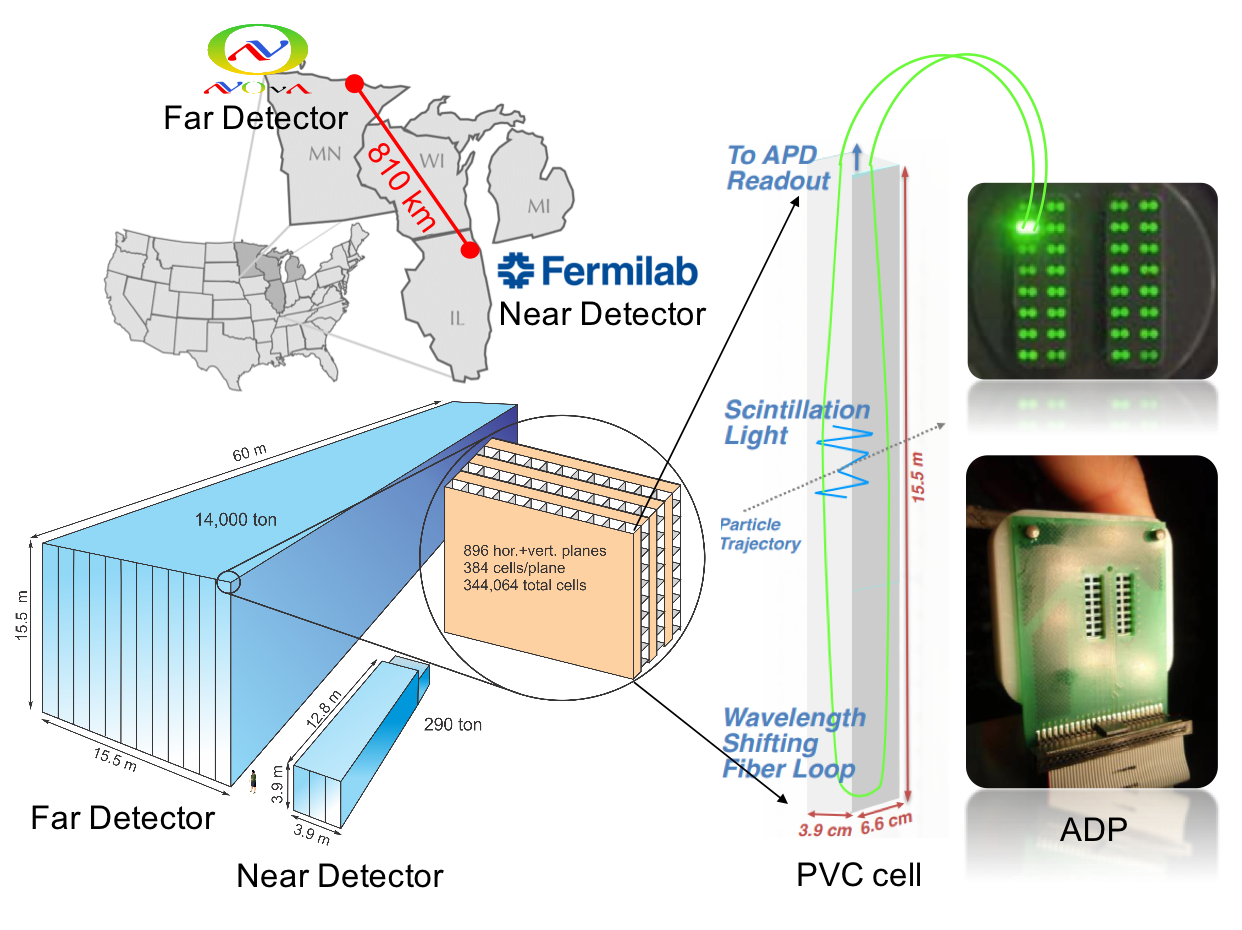 NOvA
Far Detector
MN
WI
MI
IL
810 km
Fermilab
Near Detector
60 m
14,000 ton
15.5 m
15.5 m
896 hor.+vert. planes
384 cells/plane
344,064 total cells
12.8 m
290 ton
3.9 m
3.9 m
Far Detector
Near Detector
To APD
Readout
Scintillation
Light
Particle
Trajectory
15.5 m
Wavelength
Shifting
Fiber Loop
3.9 cm
6.6 cm
PVC cell
ADP